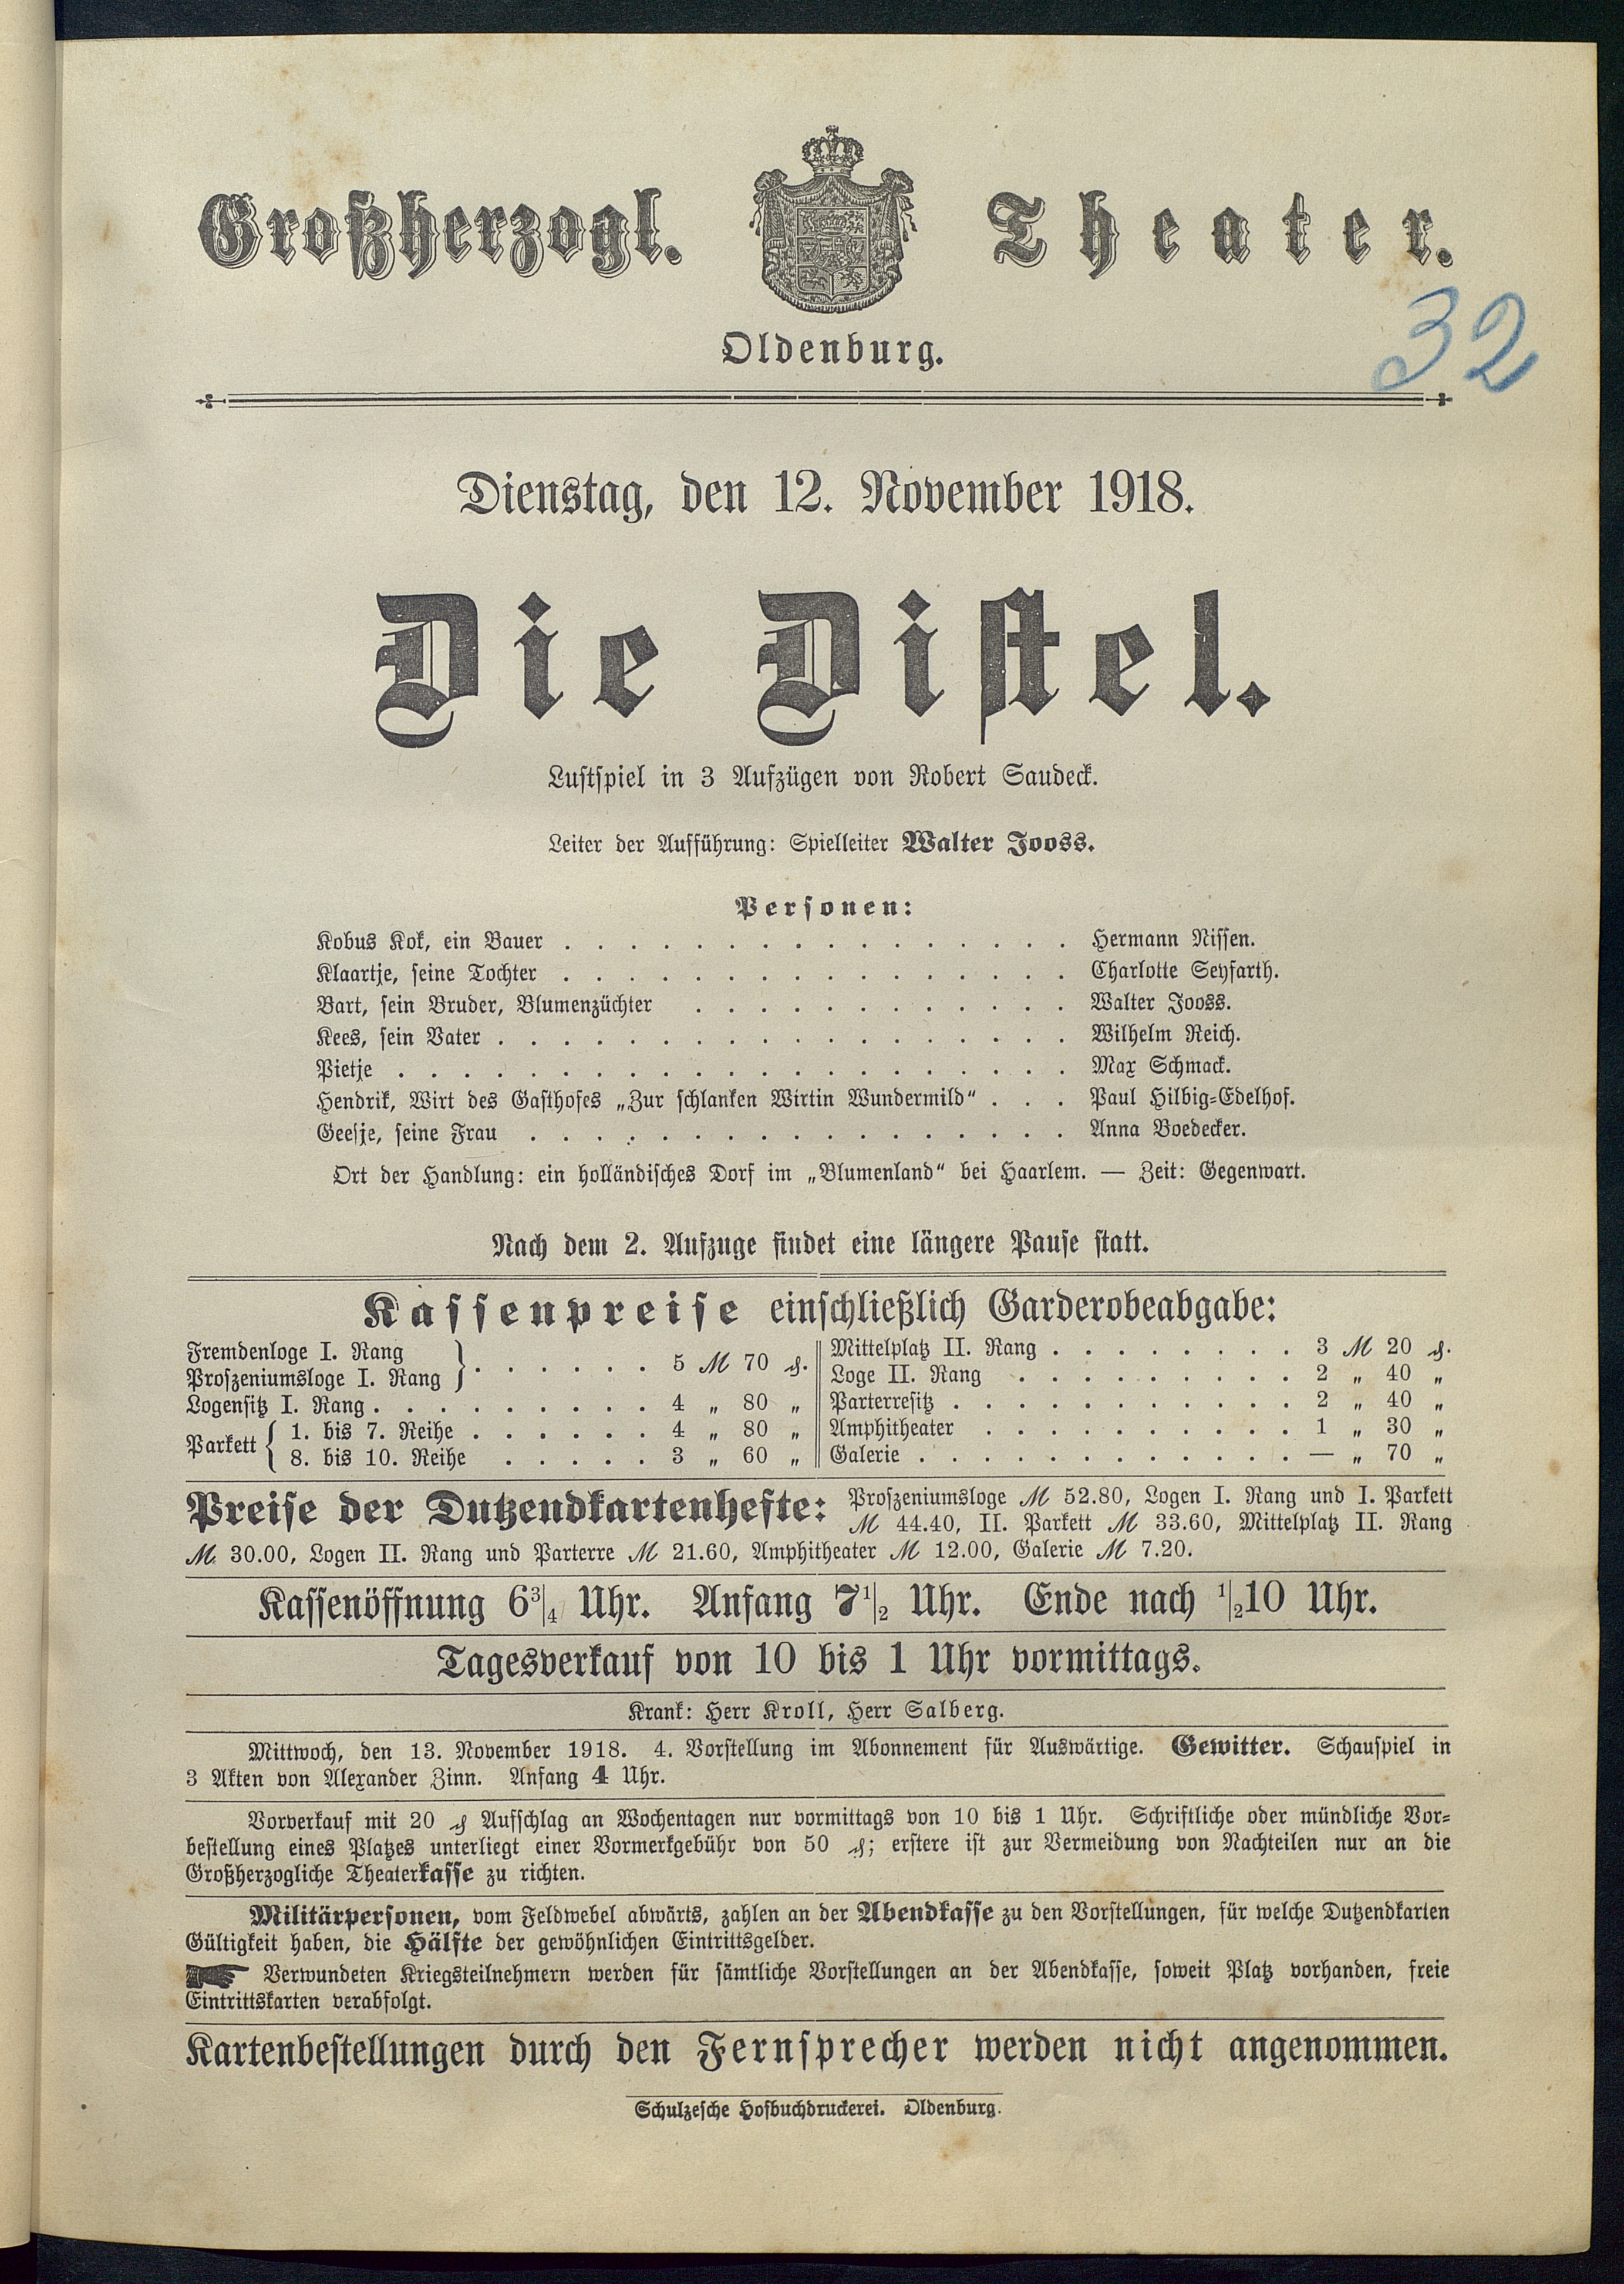 Großherzogl. Theater.
32
Oldenburg.
Dienstag, den 12. November 1918.
Die Distel.
Lustspiel in 3 Aufzügen von Robert Saudeck.
Leiter der Aufführung: Spielleiter Walter Jooss.
Personen:
Kobus Kok, ein Bauer . . . . . . . . . . . . . . . . Hermann Nissen.
Klaartje, seine Tochter . . . . . . . . . . . . . . . . Charlotte Seyfarth.
Bart, sein Bruder, Blumenzüchter . . . . . . . . . . . . Walter Jooss.
Kees, sein Vater . . . . . . . . . . . . . . . . . . Wilhelm Reich.
Pietje . . . . . . . . . . . . . . . . . . . . . Max Schmack.
Hendrik, Wirt des Gasthofes „Zur schlanken Wirtin Wundermild“ . . . Paul Hilbig-Edelhof.
Geesje, seine Frau . . . . . . . . . . . . . . . . . Anna Boedecker.
Ort der Handlung: ein holländisches Dorf im „Blumenland“ bei Haarlem. — Zeit: Gegenwart.
Nach dem 2. Aufzuge findet eine längere Pause statt.
Kassenpreise einschließlich Garderobeabgabe:
Fremdenloge I. Rang
Proszeniumsloge I. Rang } . . . . . . 5 ℳ 70 ₰.
Logensitz I. Rang . . . . . . . . . 4 „ 80 „
Parkett { 1. bis 7. Reihe . . . . . . 4 „ 80 „
8. bis 10. Reihe . . . . . 3 „ 60 „
Mittelplatz II. Rang . . . . . . . . 3 ℳ 20 ₰.
Loge II. Rang . . . . . . . . . 2 „ 40 „
Parterresitz . . . . . . . . . . . 2 „ 40 „
Amphitheater . . . . . . . . . . 1 „ 30 „
Galerie . . . . . . . . . . . . — „ 70 „
Preise der Dutzendkartenhefte: Proszeniumsloge ℳ 52.80, Logen I. Rang und I. Parkett
ℳ 44.40, II. Parkett ℳ 33.60, Mittelplatz II. Rang
ℳ 30.00, Logen II. Rang und Parterre ℳ 21.60, Amphitheater ℳ 12.00, Galerie ℳ 7.20.
Kassenöffnung 6¾ Uhr. Anfang 7½ Uhr. Ende nach ½10 Uhr.
Tagesverkauf von 10 bis 1 Uhr vormittags.
Krank: Herr Kroll, Herr Salberg.
Mittwoch, den 13. November 1918. 4. Vorstellung im Abonnement für Auswärtige. Gewitter. Schauspiel in
3 Akten von Alexander Zinn. Anfang 4 Uhr.
Vorverkauf mit 20 ₰ Aufschlag an Wochentagen nur vormittags von 10 bis 1 Uhr. Schriftliche oder mündliche Vor-
bestellung eines Platzes unterliegt einer Vormerkgebühr von 50 ₰; erstere ist zur Vermeidung von Nachteilen nur an die
Großherzogliche Theaterkasse zu richten.
Militärpersonen, vom Feldwebel abwärts, zahlen an der Abendkasse zu den Vorstellungen, für welche Dutzendkarten
Gültigkeit haben, die Hälfte der gewöhnlichen Eintrittsgelder.
Verwundeten Kriegsteilnehmern werden für sämtliche Vorstellungen an der Abendkasse, soweit Platz vorhanden, freie
Eintrittskarten verabfolgt.
Kartenbestellungen durch den Fernsprecher werden nicht angenommen.
Schulzesche Hofbuchdruckerei. Oldenburg.